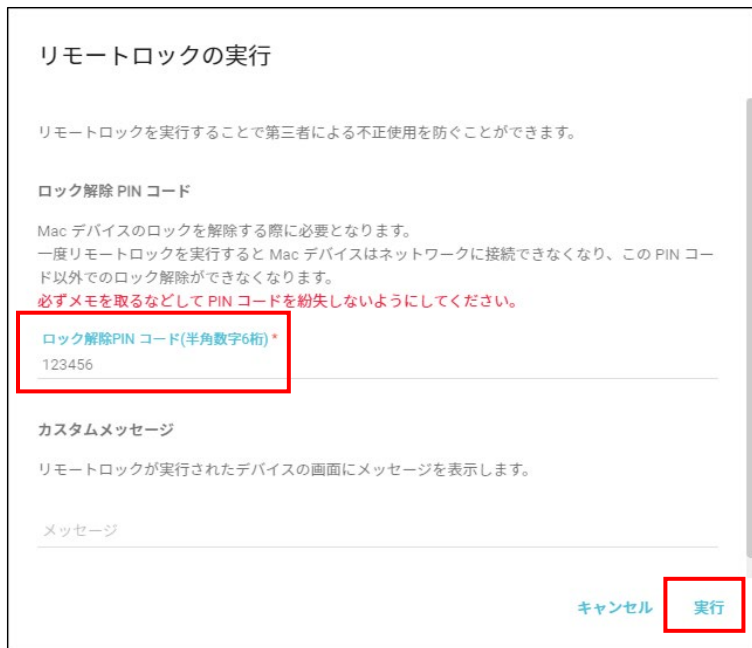 リモートロックの実行
リモートロックを実行することで第三者による不正使用を防ぐことができます。
ロック解除 PIN コード
Mac デバイスのロックを解除する際に必要となります。
一度リモートロックを実行すると Mac デバイスはネットワークに接続できなくなり、この PIN コー
ド以外でのロック解除ができなくなります。
必ずメモを取るなどして PIN コードを紛失しないようにしてください。
ロック解除PIN コード(半角数字6桁) *
123456
カスタムメッセージ
リモートロックが実行されたデバイスの画面にメッセージを表示します。
メッセージ
キャンセル 実行